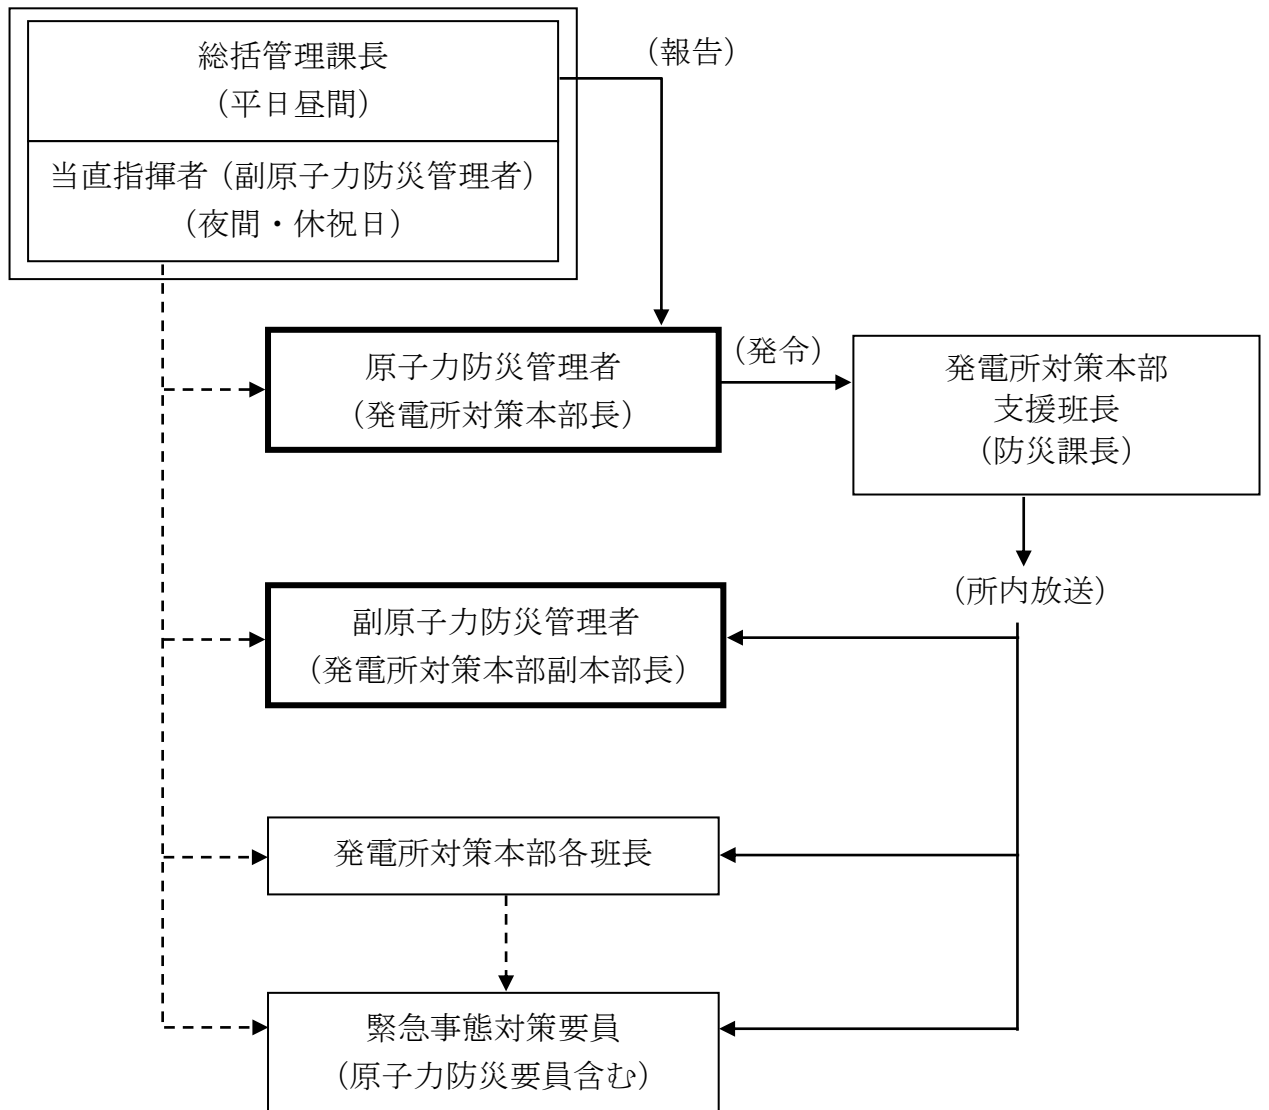 総括管理課長
（平日昼間）
（報告）
当直指揮者（副原子力防災管理者）
（夜間・休祝日）
原子力防災管理者
（発電所対策本部長）
（発令）
発電所対策本部
支援班長
（防災課長）
（所内放送）
副原子力防災管理者
（発電所対策本部副本部長）
発電所対策本部各班長
緊急事態対策要員
（原子力防災要員含む）